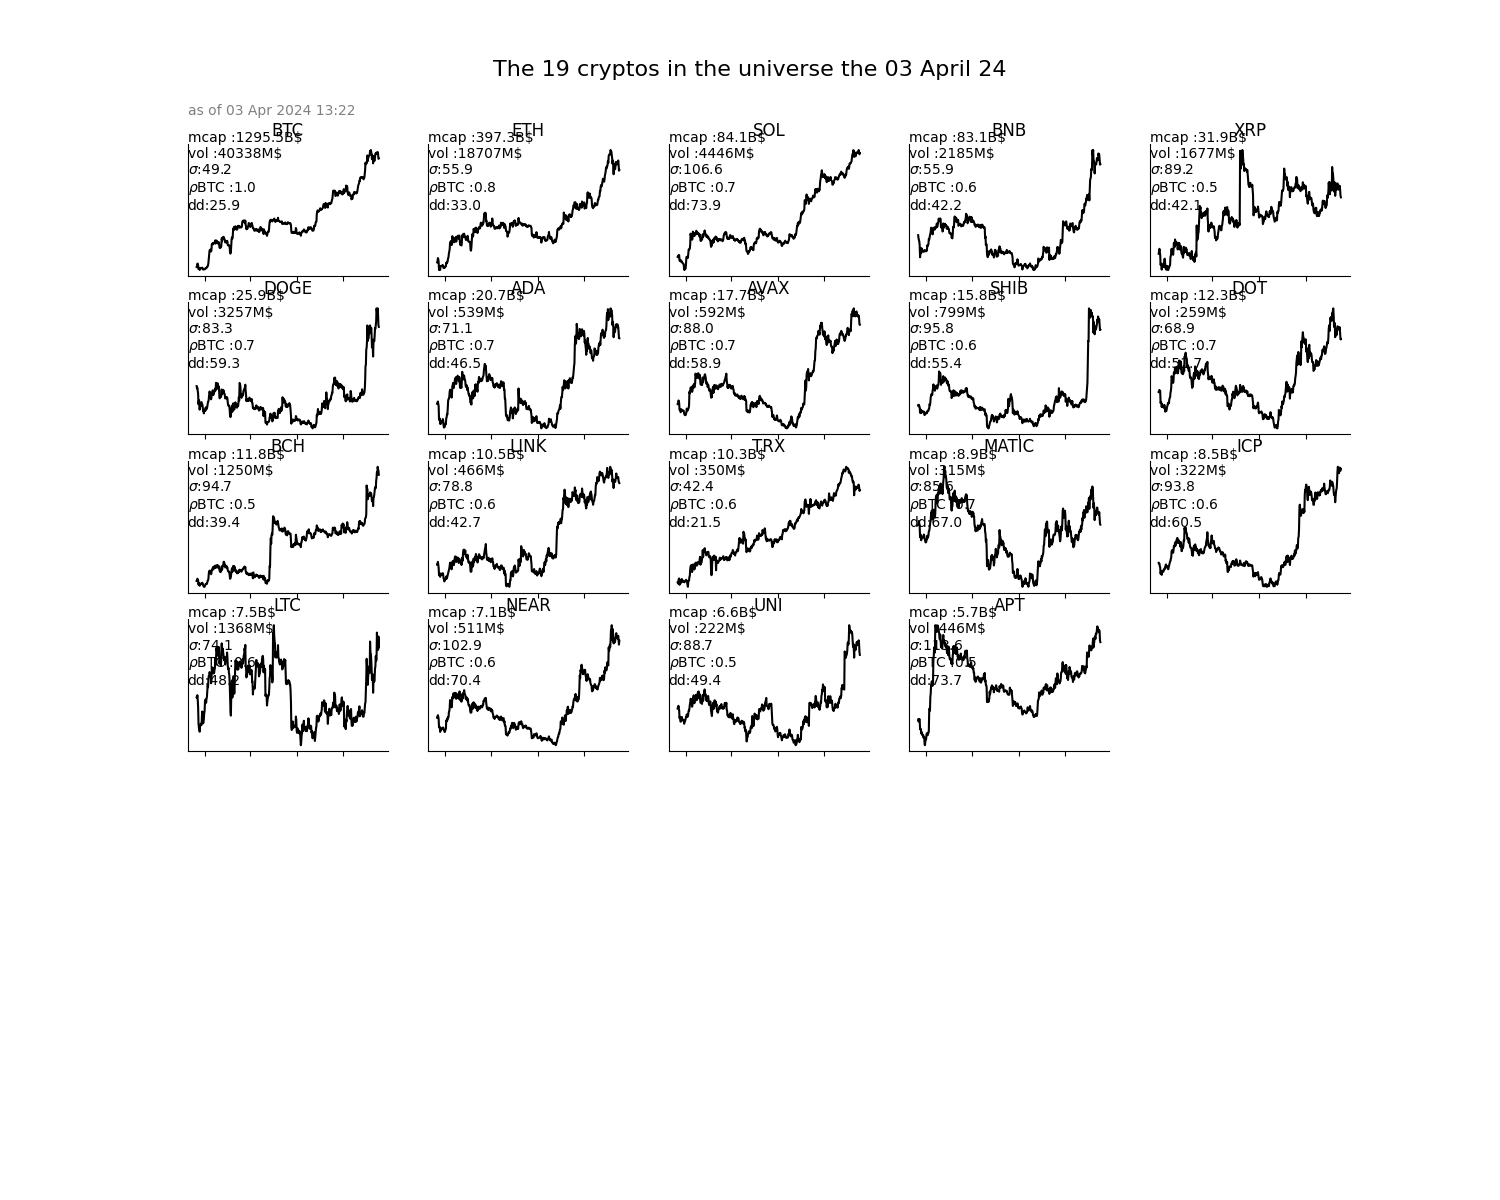 The 19 cryptos in the universe the 03 April 24
as of 03 Apr 2024 13:22
BTC
mcap :1295.5B$
vol :40338M$
σ:49.2
ρBTC :1.0
dd:25.9
ETH
mcap :397.3B$
vol :18707M$
σ:55.9
ρBTC :0.8
dd:33.0
SOL
mcap :84.1B$
vol :4446M$
σ:106.6
ρBTC :0.7
dd:73.9
BNB
mcap :83.1B$
vol :2185M$
σ:55.9
ρBTC :0.6
dd:42.2
XRP
mcap :31.9B$
vol :1677M$
σ:89.2
ρBTC :0.5
dd:42.1
DOGE
mcap :25.9B$
vol :3257M$
σ:83.3
ρBTC :0.7
dd:59.3
ADA
mcap :20.7B$
vol :539M$
σ:71.1
ρBTC :0.7
dd:46.5
AVAX
mcap :17.7B$
vol :592M$
σ:88.0
ρBTC :0.7
dd:58.9
SHIB
mcap :15.8B$
vol :799M$
σ:95.8
ρBTC :0.6
dd:55.4
DOT
mcap :12.3B$
vol :259M$
σ:68.9
ρBTC :0.7
BCH
mcap :11.8B$
vol :1250M$
σ:94.7
ρBTC :0.5
dd:39.4
LINK
mcap :10.5B$
vol :466M$
σ:78.8
ρBTC :0.6
dd:42.7
TRX
mcap :10.3B$
vol :350M$
σ:42.4
ρBTC :0.6
dd:21.5
MATIC
mcap :8.9B$
vol :315M$
ρBTC :0.7
dd:67.0
ICP
mcap :8.5B$
vol :322M$
σ:93.8
ρBTC :0.6
dd:60.5
LTC
mcap :7.5B$
vol :1368M$
σ:74.1
ρBTC :0.6
dd:48.2
NEAR
mcap :7.1B$
vol :511M$
σ:102.9
ρBTC :0.6
dd:70.4
UNI
mcap :6.6B$
vol :222M$
σ:88.7
ρBTC :0.5
dd:49.4
APT
mcap :5.7B$
vol :446M$
ρBTC :0.5
dd:73.7